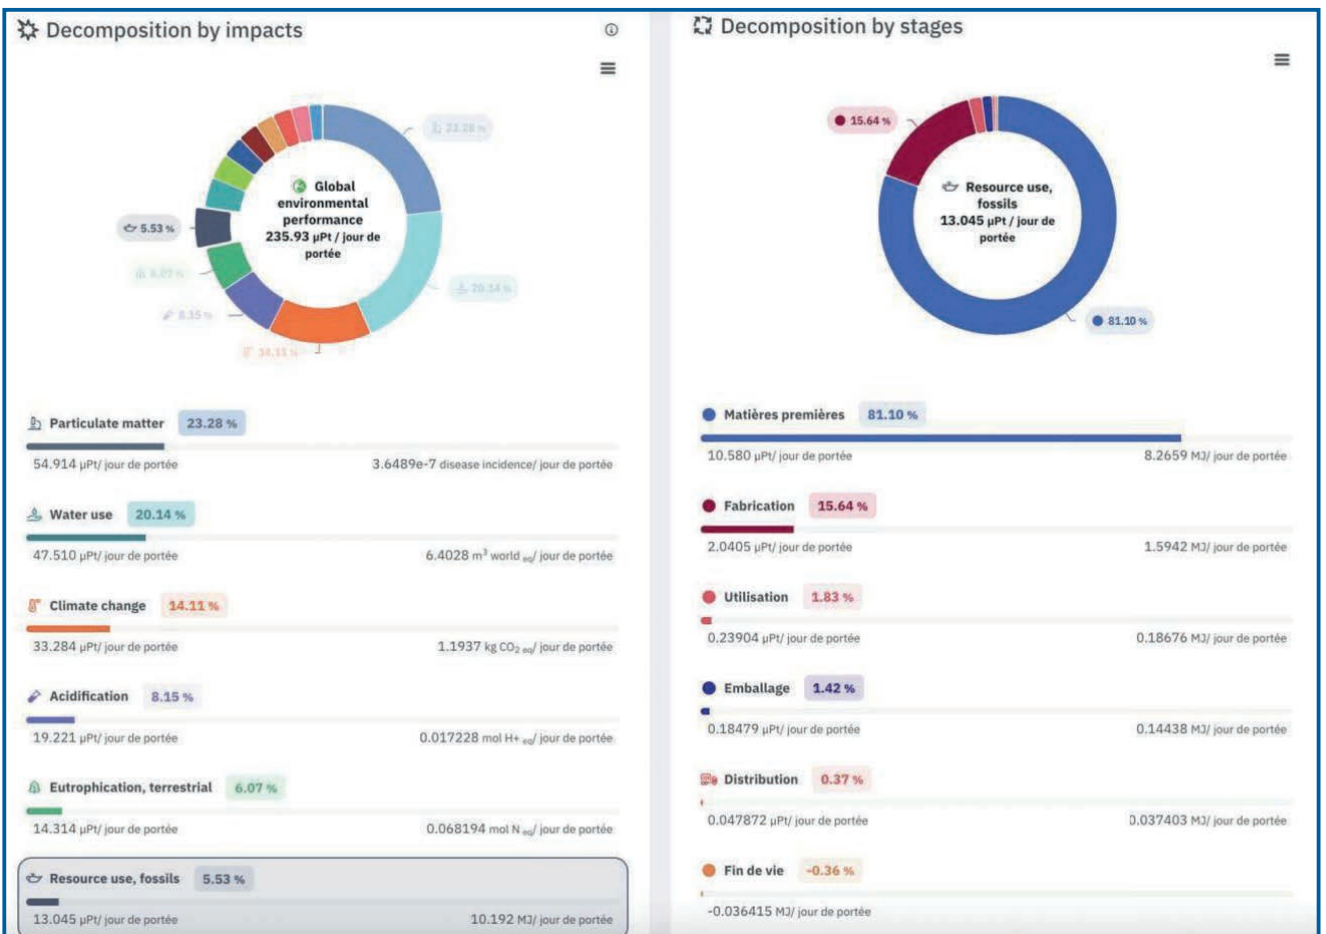 Decomposition by impacts
23.28 %
Global
environmental
performance
235.93 µPt / jour de
portée
5.53 %
6.07 %
20.14 %
8.15 %
14.11 %
Particulate matter 23.28 %
54.914 µPt/ jour de portée 3.6489e-7 disease incidence/ jour de portée
Water use 20.14 %
47.510 µPt/ jour de portée 6.4028 m³ world eq/ jour de portée
Climate change 14.11 %
33.284 µPt/ jour de portée 1.1937 kg CO₂ eq/ jour de portée
Acidification 8.15 %
19.221 µPt/ jour de portée 0.017228 mol H+ eq/ jour de portée
Eutrophication, terrestrial 6.07 %
14.314 µPt/ jour de portée 0.068194 mol N eq/ jour de portée
Resource use, fossils 5.53 %
13.045 µPt/ jour de portée 10.192 MJ/ jour de portée
Decomposition by stages
15.64 %
Resource use,
fossils
13.045 µPt / jour de
portée
81.10 %
Matières premières 81.10 %
10.580 µPt/ jour de portée 8.2659 MJ/ jour de portée
Fabrication 15.64 %
2.0405 µPt/ jour de portée 1.5942 MJ/ jour de portée
Utilisation 1.83 %
0.23904 µPt/ jour de portée 0.18676 MJ/ jour de portée
Emballage 1.42 %
0.18479 µPt/ jour de portée 0.14438 MJ/ jour de portée
Distribution 0.37 %
0.047872 µPt/ jour de portée 0.037403 MJ/ jour de portée
Fin de vie -0.36 %
-0.036415 MJ/ jour de portée